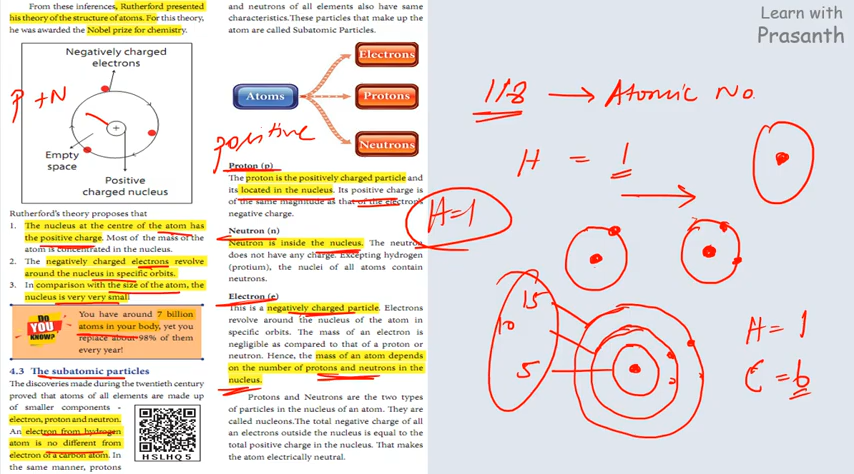 From these inferences, Rutherford presented
his theory of the structure of atoms. For this theory,
he was awarded the Nobel prize for chemistry.
Negatively charged
electrons
P + N
Empty
space
Positive
charged nucleus
Rutherford's theory proposes that
1. The nucleus at the centre of the atom has
the positive charge. Most of the mass of the
atom is concentrated in the nucleus.
2. The negatively charged electrons revolve
around the nucleus in specific orbits.
3. In comparison with the size of the atom, the
nucleus is very very small.
DO
YOU
KNOW?
You have around 7 billion
atoms in your body, yet you
replace about 98% of them
every year!
4.3 The subatomic particles
The discoveries made during the twentieth century
proved that atoms of all elements are made up
of smaller components -
electron, proton and neutron.
An electron from hydrogen
atom is no different from
electron of a carbon atom. In
the same manner, protons
HSLHQ5
and neutrons of all elements also have same
characteristics.These particles that make up the
atom are called Subatomic Particles.
Atoms
Electrons
Protons
Neutrons
positive
Proton (p)
The proton is the positively charged particle and
its located in the nucleus. Its positive charge is
of the same magnitude as that of the electron's
negative charge.
Neutron (n)
Neutron is inside the nucleus. The neutron
does not have any charge. Excepting hydrogen
(protium), the nuclei of all atoms contain
neutrons.
Electron (e)
This is a negatively charged particle. Electrons
revolve around the nucleus of the atom in
specific orbits. The mass of an electron is
negligible as compared to that of a proton or
neutron. Hence, the mass of an atom depends
on the number of protons and neutrons in the
nucleus.
Protons and Neutrons are the two types
of particles in the nucleus of an atom. They are
called nucleons.The total negative charge of
all an electrons outside the nucleus is equal to the
total positive charge in the nucleus. That makes
the atom electrically neutral.
Learn with
Prasanth
118 → Atomic No.
H = 1
H=1
15
10
5
H = 1
C = 6